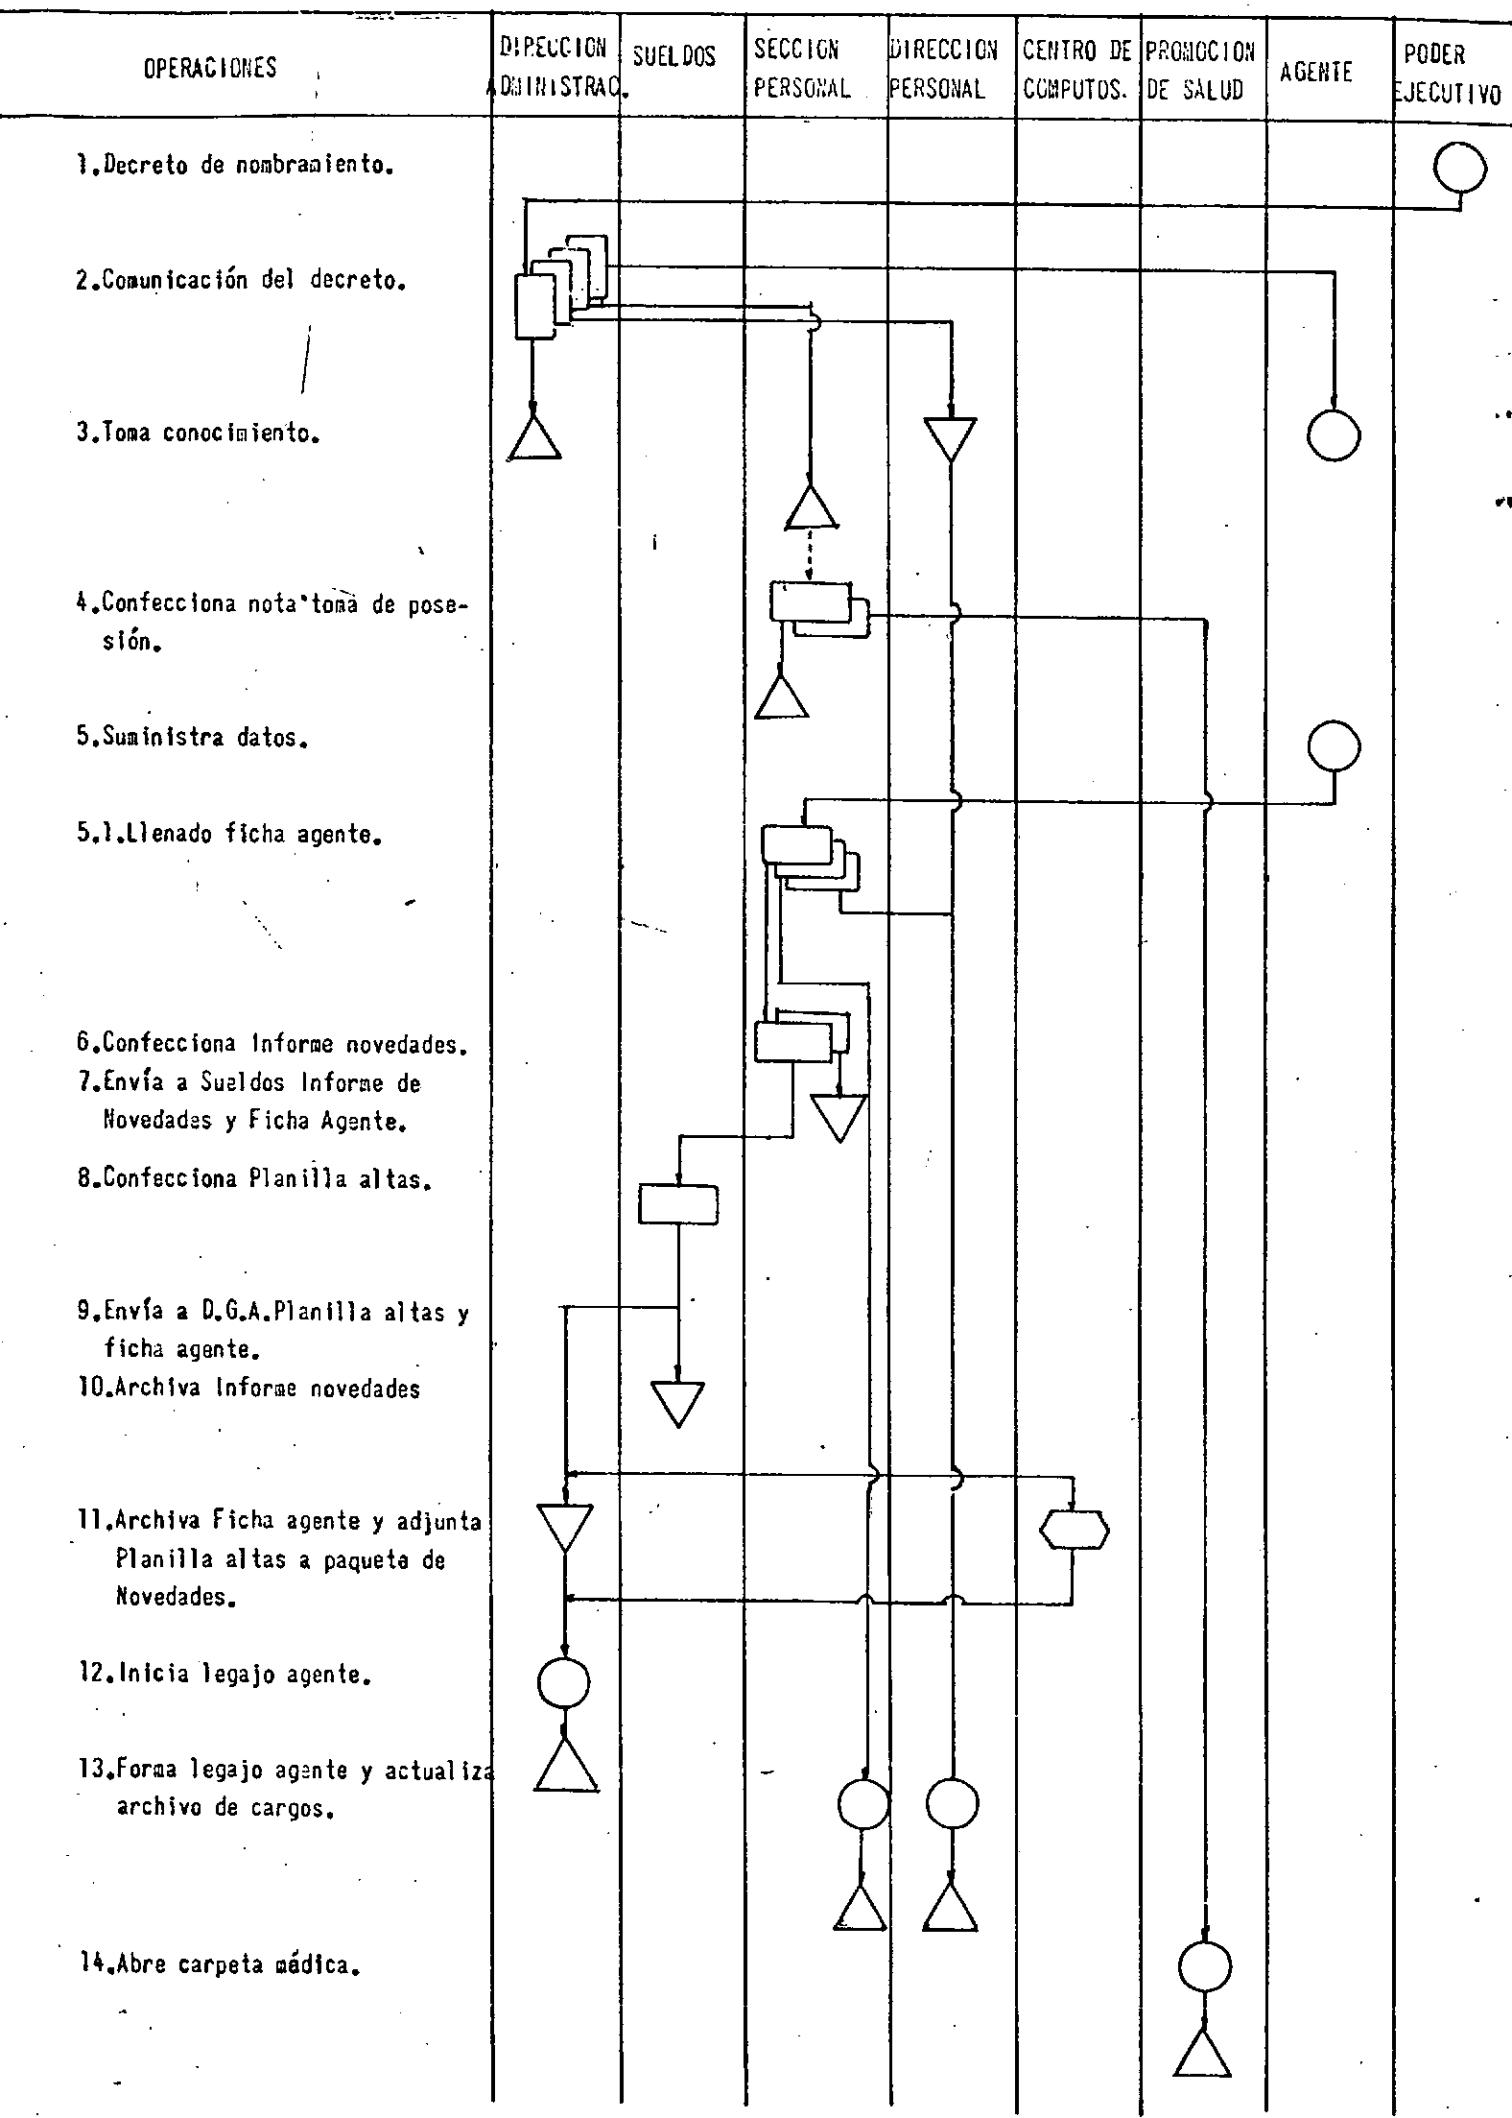 OPERACIONES
DIRECCION
ADMINISTRAC.
SUELDOS
SECCION
PERSONAL
DIRECCION
PERSONAL
CENTRO DE
COMPUTOS.
PROMOCION
DE SALUD
AGENTE
PODER
EJECUTIVO
1.Decreto de nombramiento.
2.Comunicación del decreto.
3.Toma conocimiento.
4.Confecciona nota toma de pose-
sión.
5.Suministra datos.
5.1.Llenado ficha agente.
6.Confecciona Informe novedades.
7.Envía a Sueldos Informe de
Novedades y Ficha Agente.
8.Confecciona Planilla altas.
9.Envía a D.G.A.Planilla altas y
ficha agente.
10.Archiva Informe novedades
11.Archiva Ficha agente y adjunta
Planilla altas a paquete de
Novedades.
12.Inicia legajo agente.
13.Forma legajo agente y actualiza
archivo de cargos.
14.Abre carpeta médica.